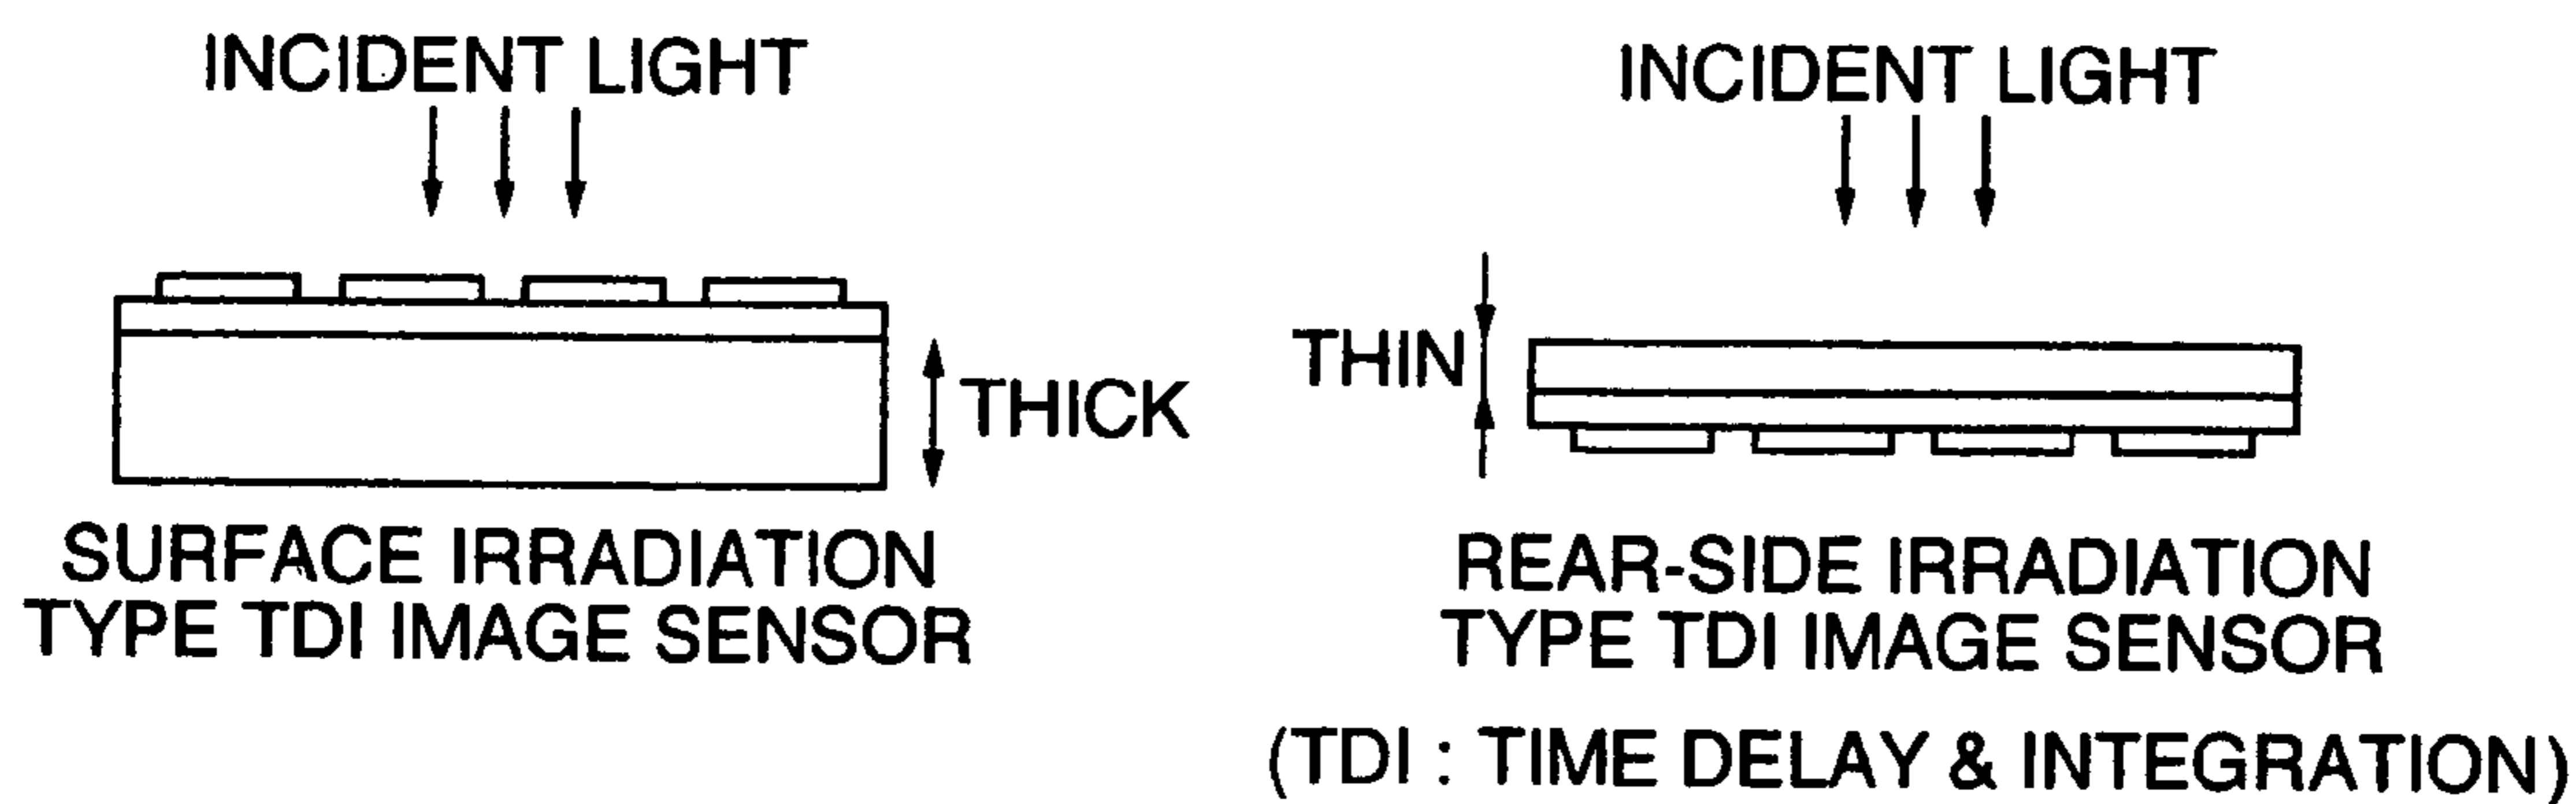 INCIDENT LIGHT
THICK
SURFACE IRRADIATION
TYPE TDI IMAGE SENSOR
INCIDENT LIGHT
THIN
REAR-SIDE IRRADIATION
TYPE TDI IMAGE SENSOR
(TDI : TIME DELAY & INTEGRATION)